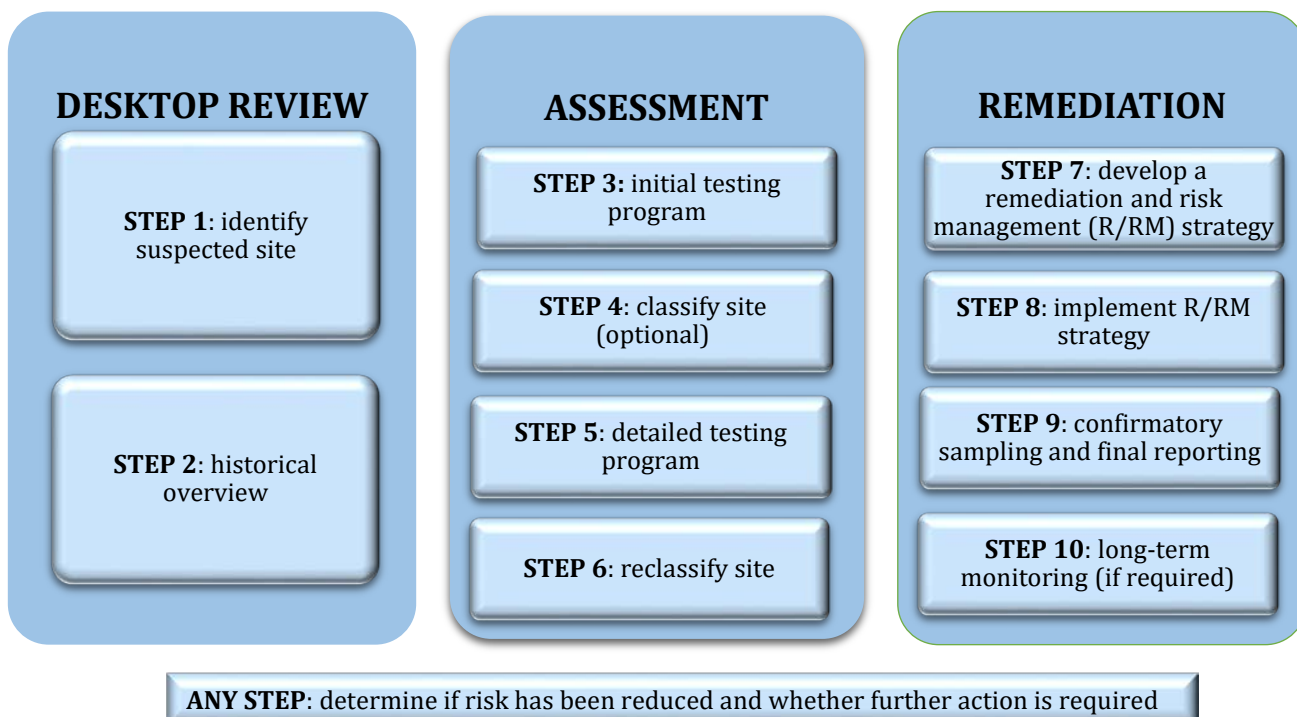 DESKTOP REVIEW
STEP 1: identify
suspected site
STEP 2: historical
overview
ASSESSMENT
STEP 3: initial testing
program
STEP 4: classify site
(optional)
STEP 5: detailed testing
program
STEP 6: reclassify site
REMEDIATION
STEP 7: develop a
remediation and risk
management (R/RM) strategy
STEP 8: implement R/RM
strategy
STEP 9: confirmatory
sampling and final reporting
STEP 10: long-term
monitoring (if required)
ANY STEP: determine if risk has been reduced and whether further action is required